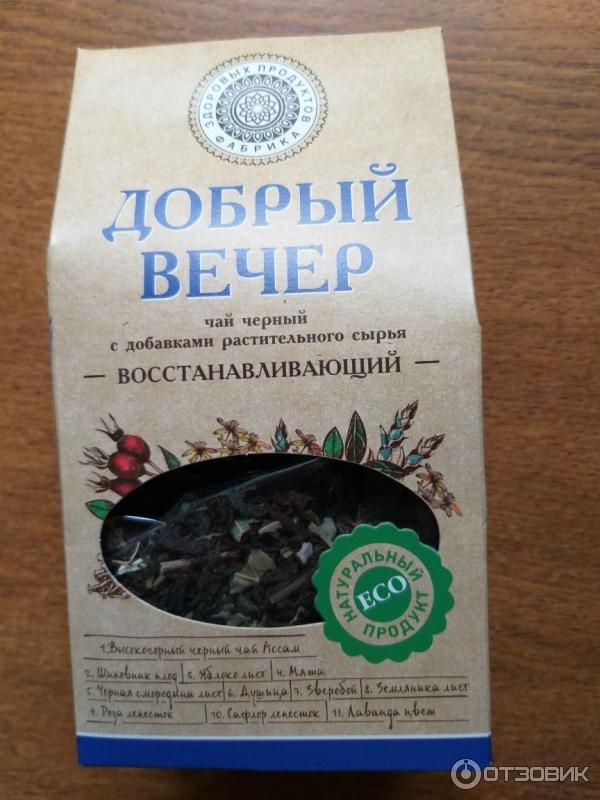 ЗДОРОВЫХ ПРОДУКТОВ
ФАБРИКА
ДОБРЫЙ
ВЕЧЕР
чай черный
с добавками растительного сырья
— ВОССТАНАВЛИВАЮЩИЙ —
НАТУРАЛЬНЫЙ
ECO
ПРОДУКТ
1. Высокогорный черный чай Ассам
2. Шиповник плод 3. Яблоко лист 4. Мята
5. Черная смородина лист 6. Душица 7. Зверобой 8. Земляника лист
9. Роза лепесток 10. Сафлор лепесток 11. Лаванда цвет
ОТЗОВИК